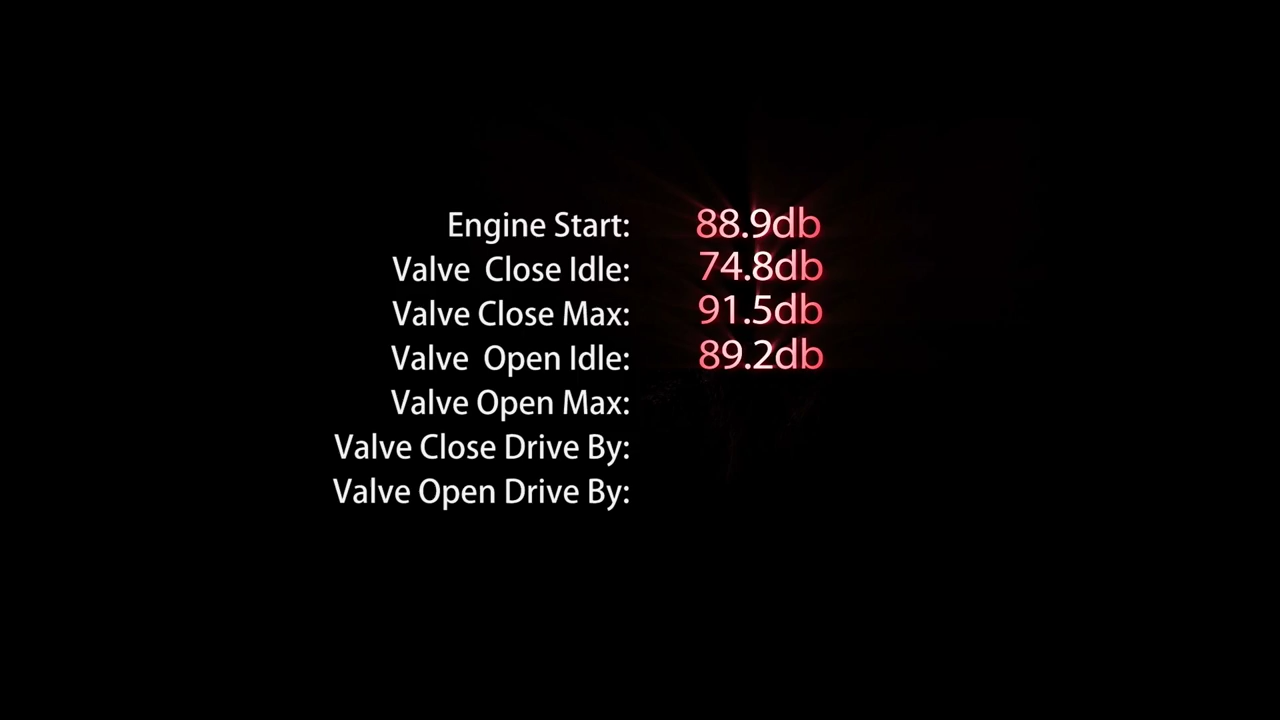 Engine Start: 88.9db
Valve Close Idle: 74.8db
Valve Close Max: 91.5db
Valve Open Idle: 89.2db
Valve Open Max:
Valve Close Drive By:
Valve Open Drive By: